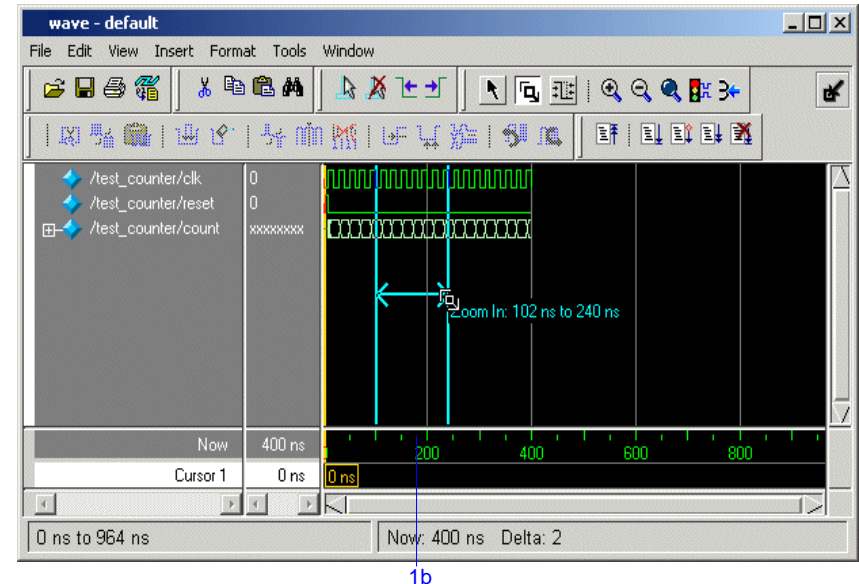 wave - default
File Edit View Insert Format Tools Window
/test_counter/clk 0
/test_counter/reset 0
/test_counter/count xxxxxxxx
Zoom In: 102 ns to 240 ns
Now 400 ns 200 400 600 800
Cursor 1 0 ns 0 ns
0 ns to 964 ns Now: 400 ns Delta: 2
1b